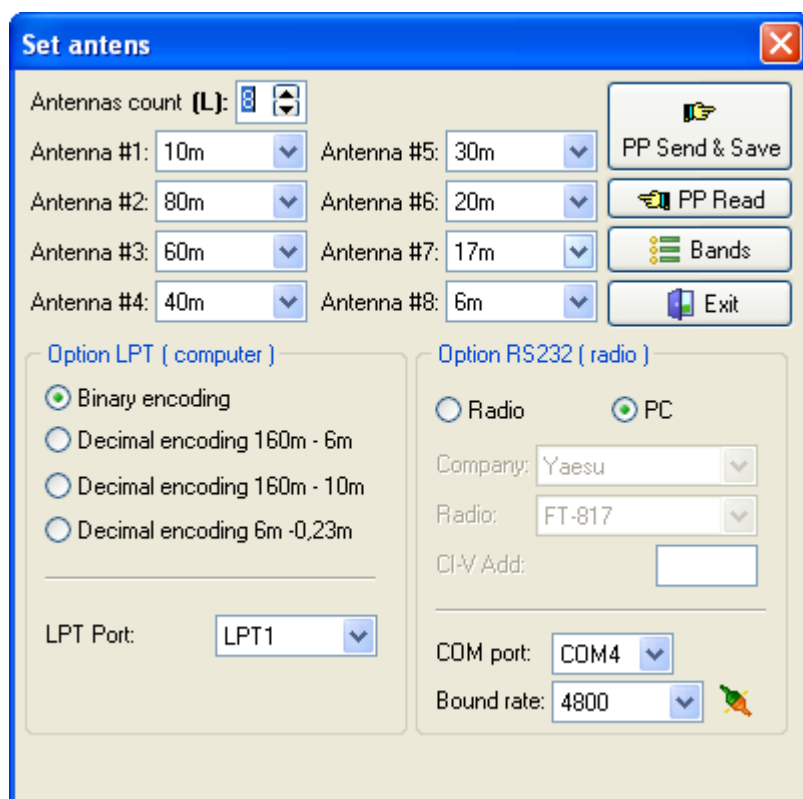 Set antens
Antennas count (L): 8
PP Send & Save
Antenna #1: 10m
Antenna #5: 30m
Antenna #2: 80m
Antenna #6: 20m
PP Read
Antenna #3: 60m
Antenna #7: 17m
Bands
Antenna #4: 40m
Antenna #8: 6m
Exit
Option LPT ( computer )
Binary encoding
Decimal encoding 160m - 6m
Decimal encoding 160m - 10m
Decimal encoding 6m -0,23m
LPT Port: LPT1
Option RS232 ( radio )
Radio PC
Company: Yaesu
Radio: FT-817
CI-V Add:
COM port: COM4
Bound rate: 4800